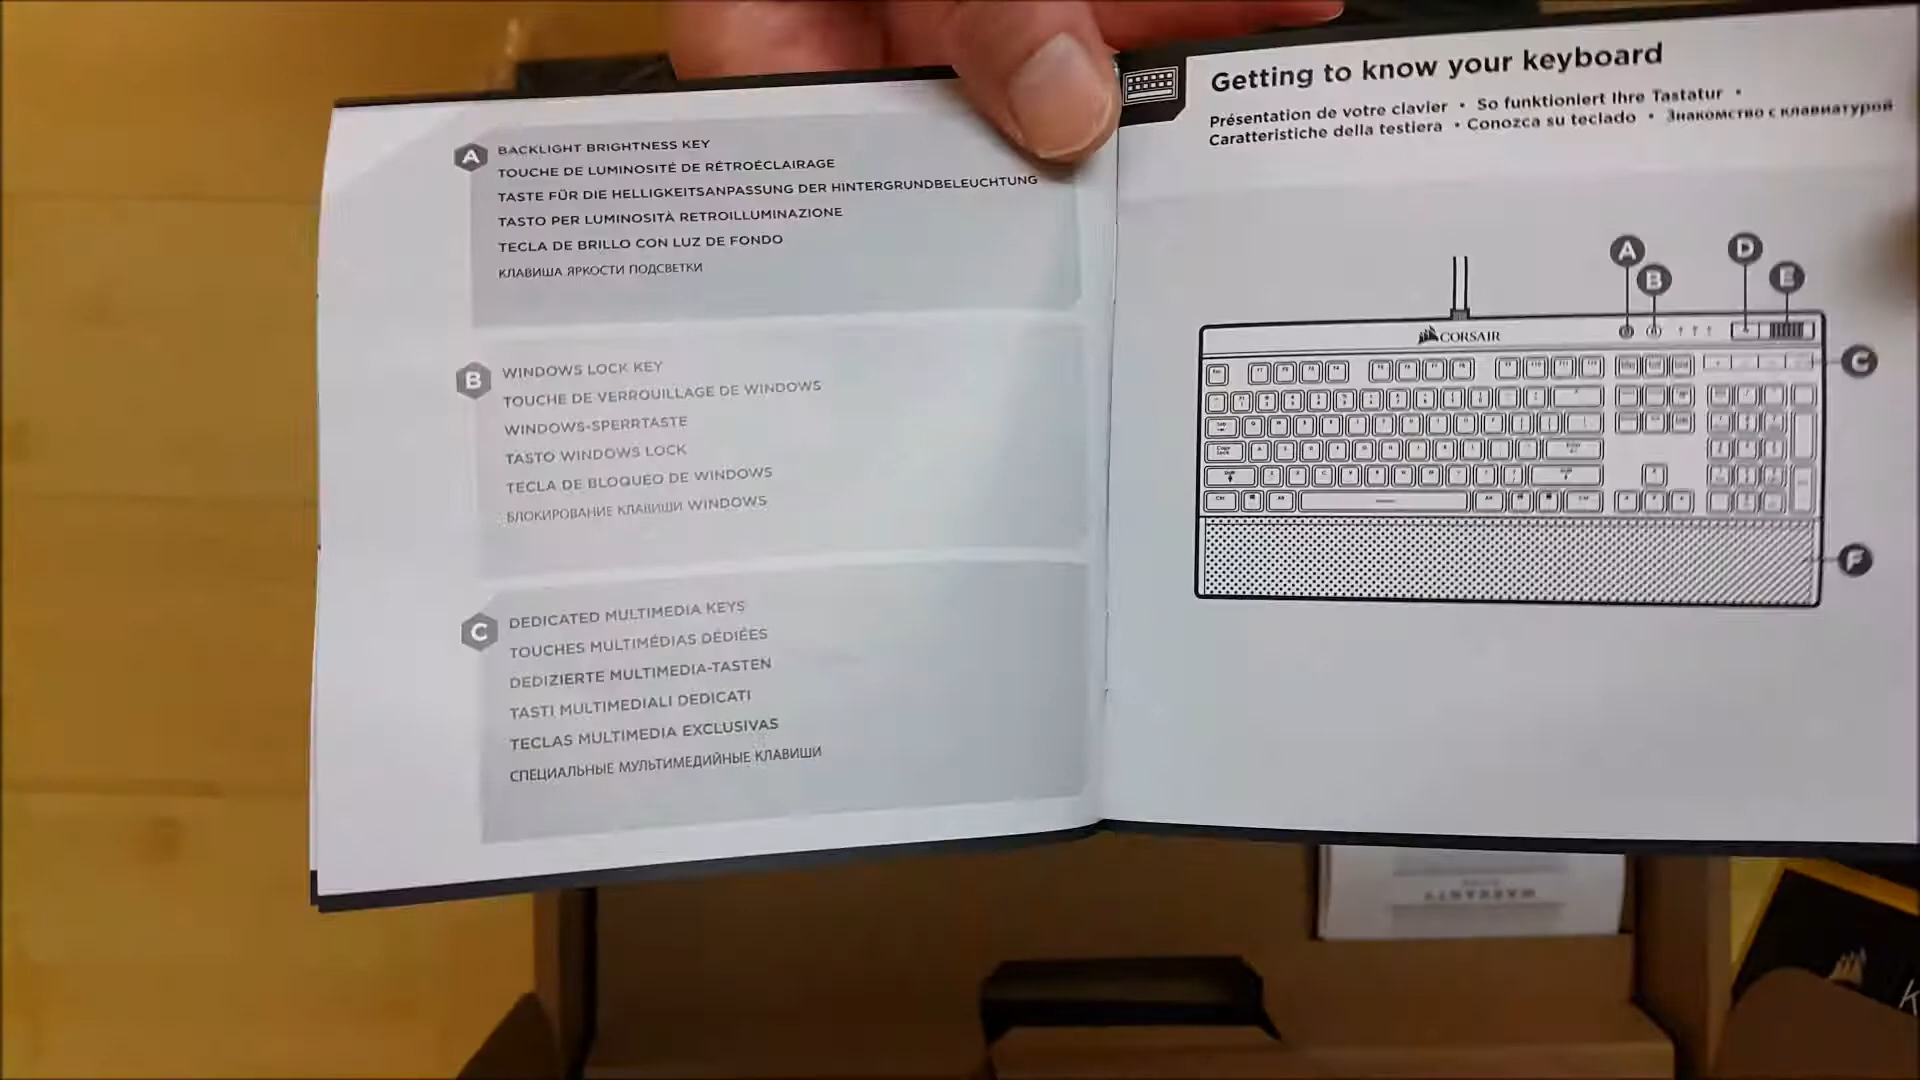 A
BACKLIGHT BRIGHTNESS KEY
TOUCHE DE LUMINOSITÉ DE RÉTROÉCLAIRAGE
TASTE FÜR DIE HELLIGKEITSANPASSUNG DER HINTERGRUNDBELEUCHTUNG
TASTO PER LUMINOSITÀ RETROILLUMINAZIONE
TECLA DE BRILLO CON LUZ DE FONDO
КЛАВИША ЯРКОСТИ ПОДСВЕТКИ
B
WINDOWS LOCK KEY
TOUCHE DE VERROUILLAGE DE WINDOWS
WINDOWS-SPERRTASTE
TASTO WINDOWS LOCK
TECLA DE BLOQUEO DE WINDOWS
БЛОКИРОВАНИЕ КЛАВИШИ WINDOWS
C
DEDICATED MULTIMEDIA KEYS
TOUCHES MULTIMÉDIAS DÉDIÉES
DEDIZIERTE MULTIMEDIA-TASTEN
TASTI MULTIMEDIALI DEDICATI
TECLAS MULTIMEDIA EXCLUSIVAS
СПЕЦИАЛЬНЫЕ МУЛЬТИМЕДИЙНЫЕ КЛАВИШИ
Getting to know your keyboard
Présentation de votre clavier • So funktioniert Ihre Tastatur •
Caratteristiche della testiera • Conozca su teclado • Знакомство с клавиатурой
A
D
B
E
CORSAIR
C
F
WARRANTY
K